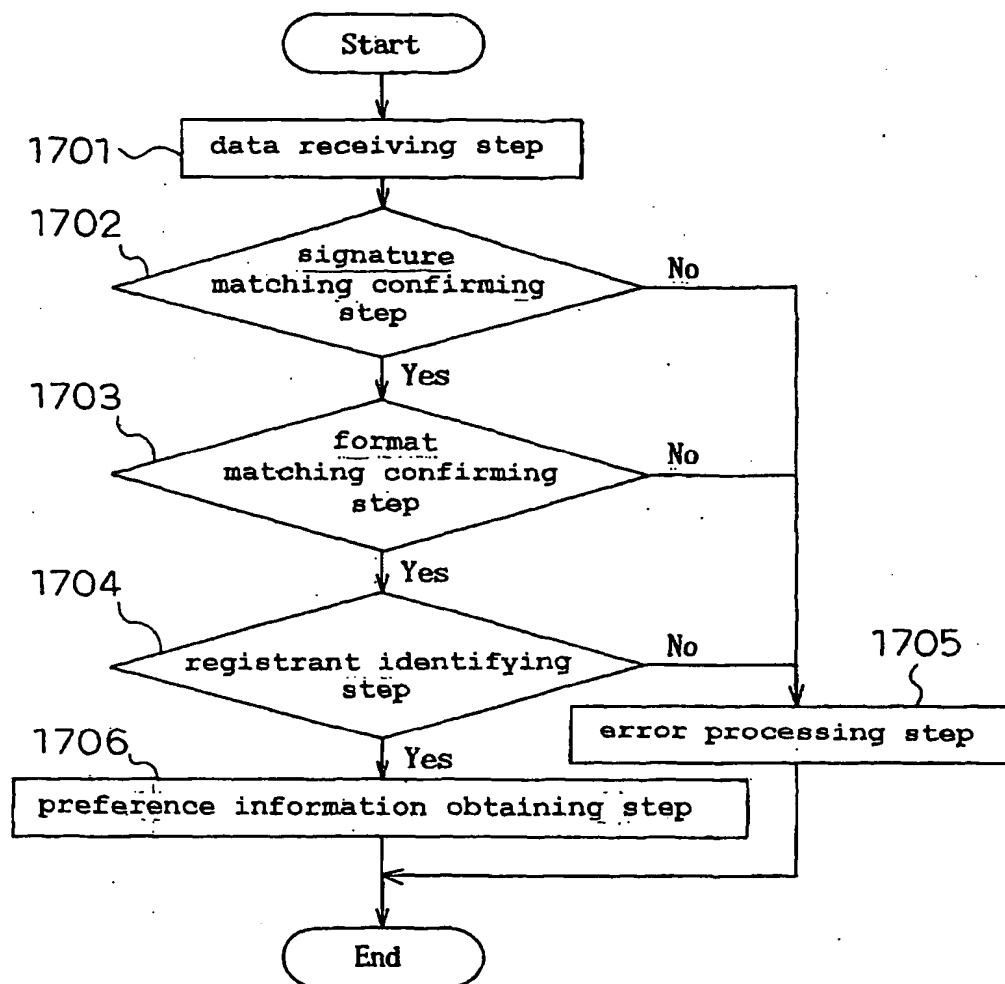 Start
1701
data receiving step
1702
signature
matching confirming
step
No
Yes
1703
format
matching confirming
step
No
Yes
1704
registrant identifying
step
No
1705
error processing step
Yes
1706
preference information obtaining step
End